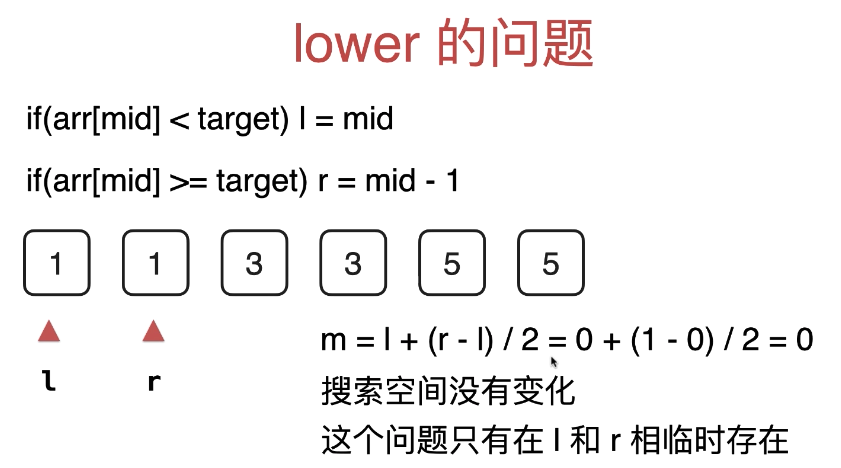 lower 的问题
if(arr[mid] < target) l = mid
if(arr[mid] >= target) r = mid - 1
1 1 3 3 5 5
m = l + (r - l) / 2 = 0 + (1 - 0) / 2 = 0
l r
搜索空间没有变化
这个问题只有在 l 和 r 相临时存在